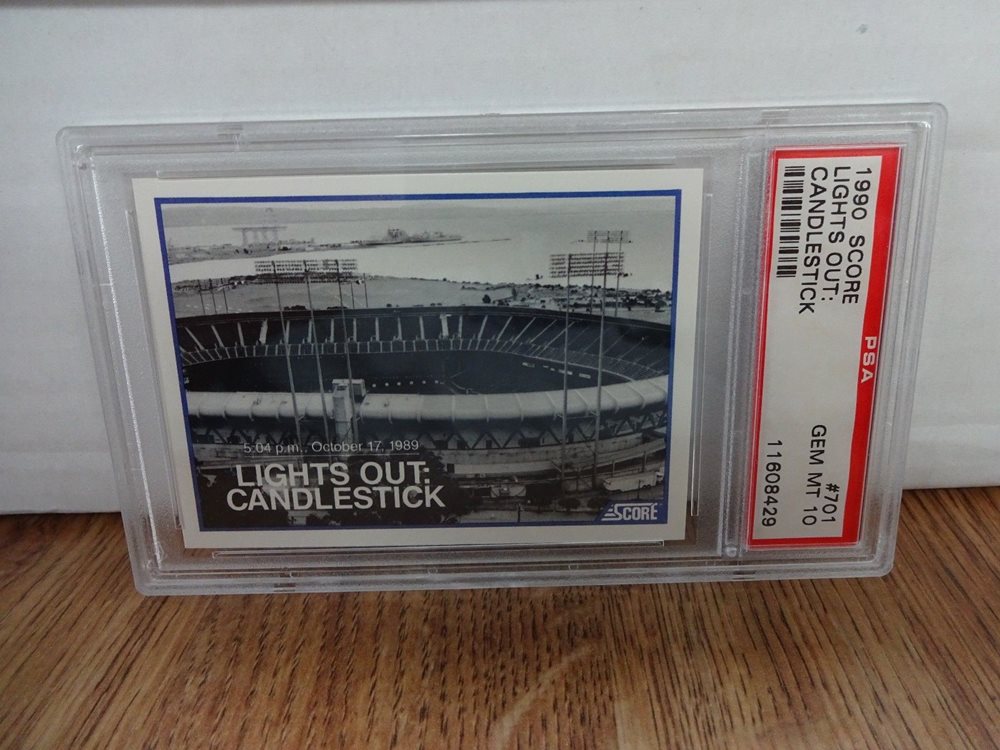 5:04 p.m., October 17, 1989
LIGHTS OUT:
CANDLESTICK
SCORE
1990 SCORE
LIGHTS OUT:
CANDLESTICK
PSA
#701
GEM MT 10
11608429